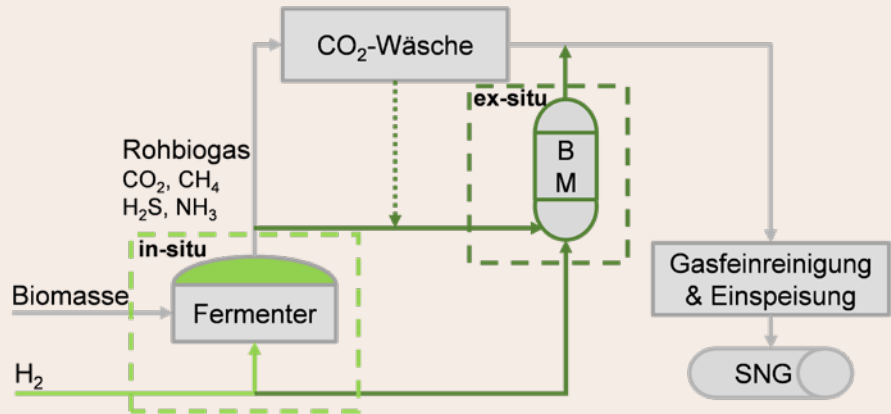 CO₂-Wäsche
ex-situ
B
M
Rohbiogas
CO₂, CH₄
H₂S, NH₃
in-situ
Biomasse
Fermenter
H₂
Gasfeinreinigung
& Einspeisung
SNG